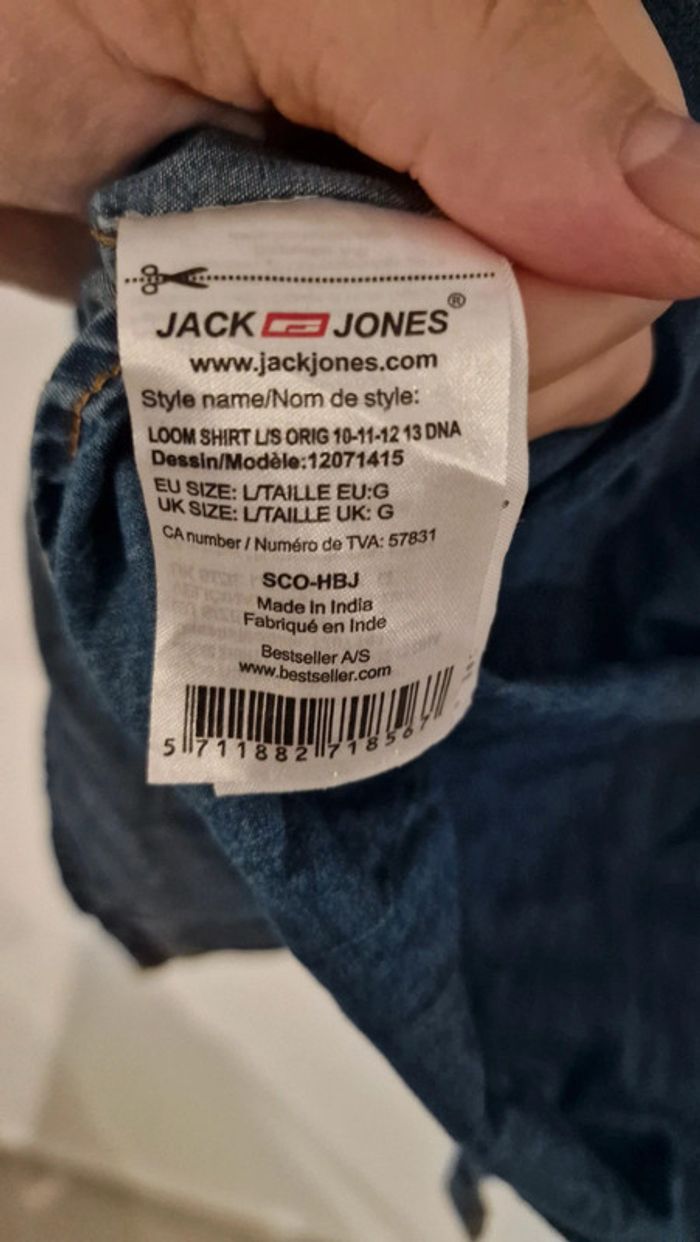 JACK JONES®
www.jackjones.com
Style name/Nom de style:
LOOM SHIRT L/S ORIG 10-11-12 13 DNA
Dessin/Modèle:12071415
EU SIZE: L/TAILLE EU:G
UK SIZE: L/TAILLE UK: G
CA number / Numéro de TVA: 57831
SCO-HBJ
Made In India
Fabriqué en Inde
Bestseller A/S
www.bestseller.com
5 711882 718567